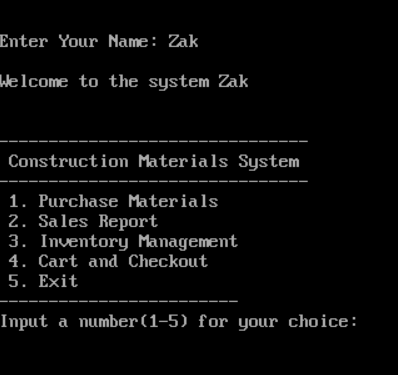 Enter Your Name: Zak
Welcome to the system Zak
-------------------------------
Construction Materials System
-------------------------------
1. Purchase Materials
2. Sales Report
3. Inventory Management
4. Cart and Checkout
5. Exit
------------------------
Input a number(1-5) for your choice: